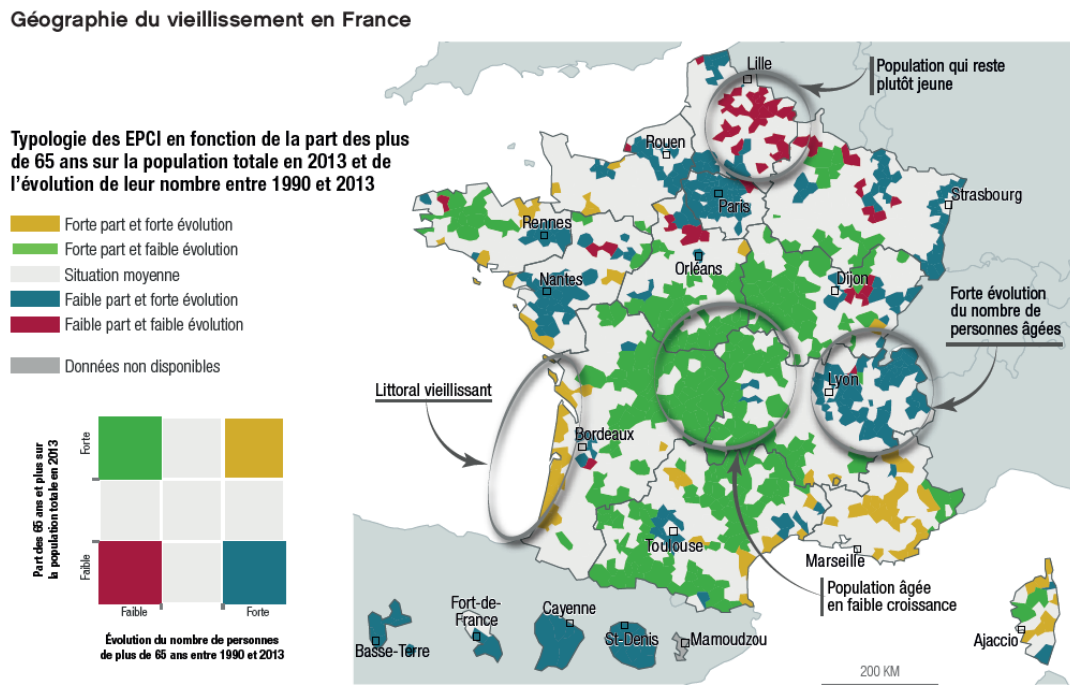 Géographie du vieillissement en France
Typologie des EPCI en fonction de la part des plus
de 65 ans sur la population totale en 2013 et de
l'évolution de leur nombre entre 1990 et 2013
Forte part et forte évolution
Forte part et faible évolution
Situation moyenne
Faible part et forte évolution
Faible part et faible évolution
Données non disponibles
Part des 65 ans et plus sur
la population totale en 2013
Forte
Faible
Faible
Forte
Évolution du nombre de personnes
de plus de 65 ans entre 1990 et 2013
Lille
Population qui reste
plutôt jeune
Rouen
Paris
Strasbourg
Rennes
Orléans
Nantes
Dijon
Forte évolution
du nombre de
personnes âgées
Littoral vieillissant
Lyon
Bordeaux
Toulouse
Marseille
Population âgée
en faible croissance
Ajaccio
Basse-Terre
Fort-de-
France
Cayenne
St-Denis
Mamoudzou
200 KM